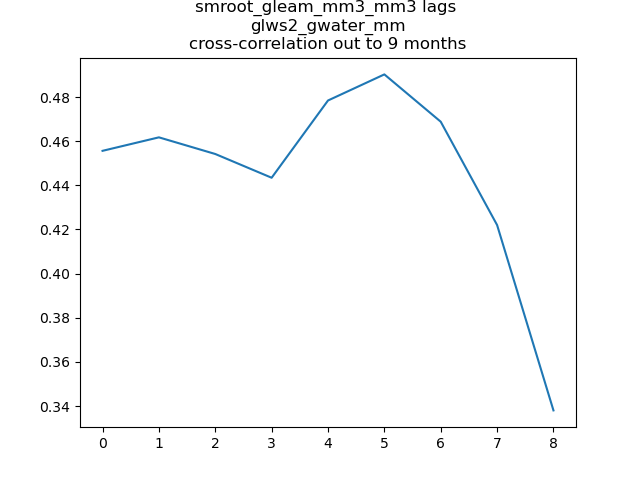 smroot_gleam_mm3_mm3 lags
glws2_gwater_mm
cross-correlation out to 9 months
0.48
0.46
0.44
0.42
0.40
0.38
0.36
0.34
0 1 2 3 4 5 6 7 8